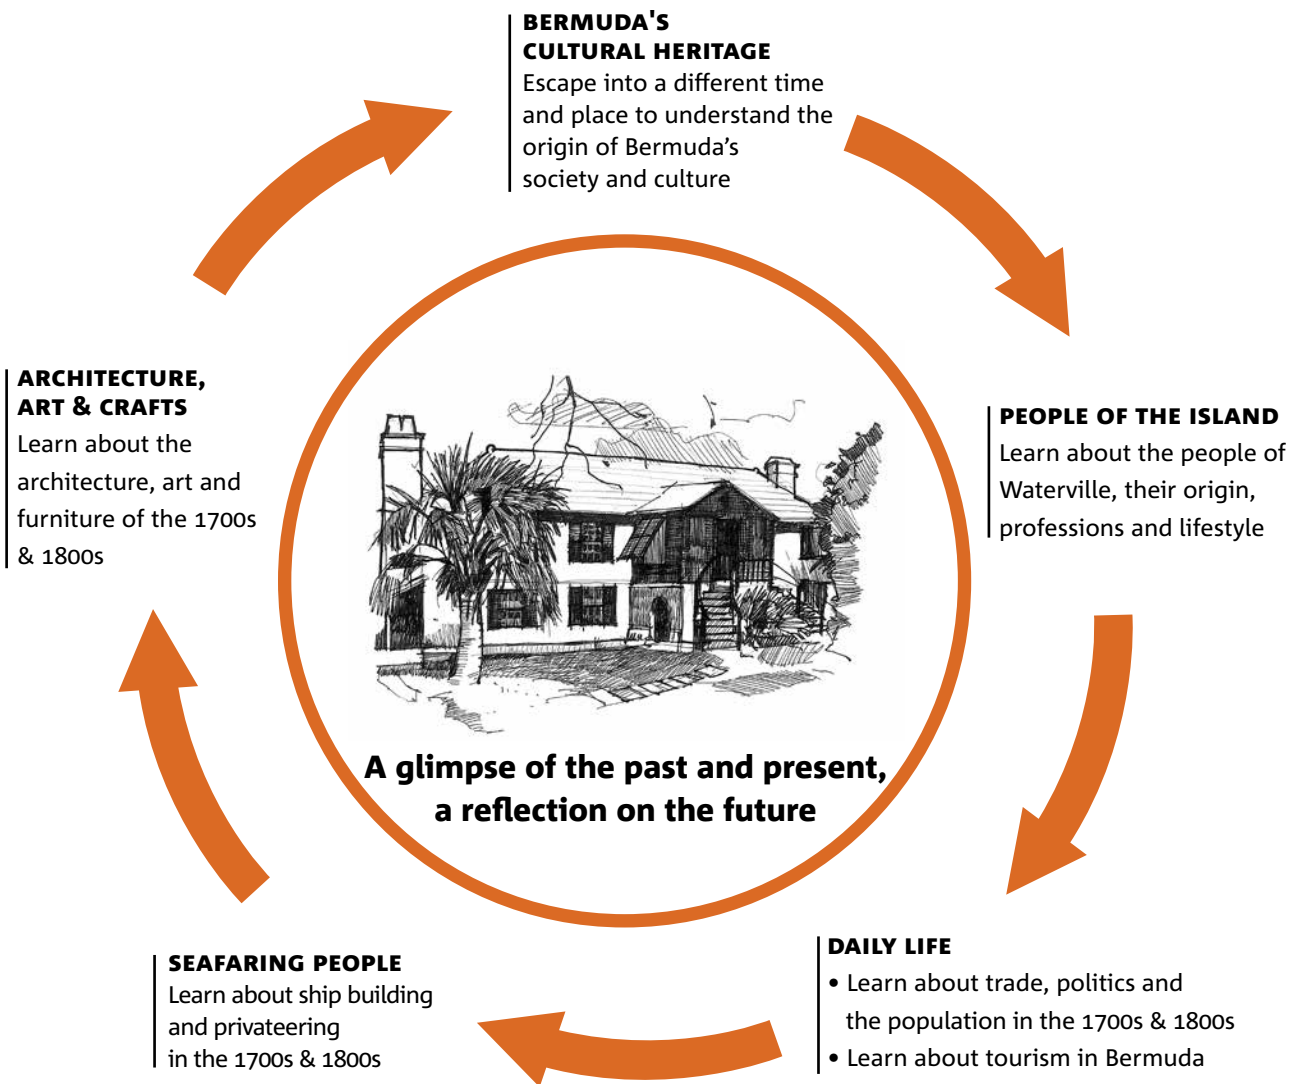 BERMUDA'S
CULTURAL HERITAGE
Escape into a different time
and place to understand the
origin of Bermuda’s
society and culture
PEOPLE OF THE ISLAND
Learn about the people of
Waterville, their origin,
professions and lifestyle
DAILY LIFE
• Learn about trade, politics and
the population in the 1700s & 1800s
• Learn about tourism in Bermuda
SEAFARING PEOPLE
Learn about ship building
and privateering
in the 1700s & 1800s
ARCHITECTURE,
ART & CRAFTS
Learn about the
architecture, art and
furniture of the 1700s
& 1800s
A glimpse of the past and present,
a reflection on the future